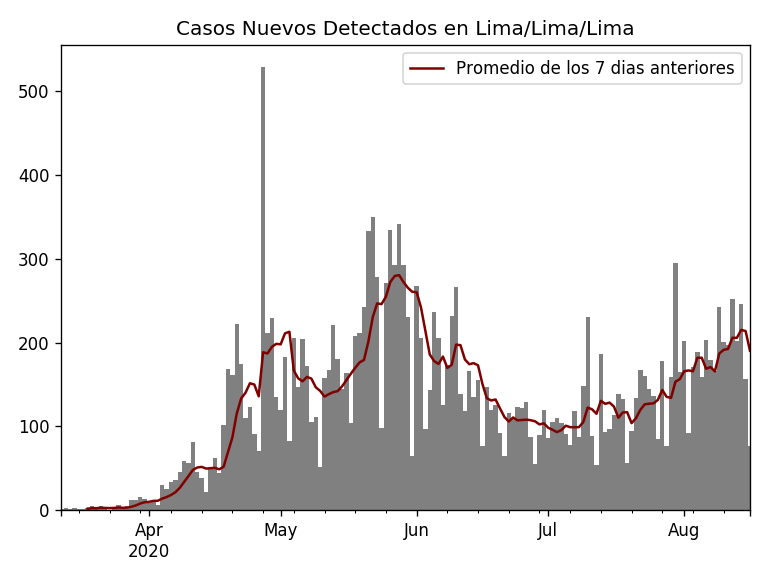 Casos Nuevos Detectados en Lima/Lima/Lima
Promedio de los 7 dias anteriores
500
400
300
200
100
0
Apr May Jun Jul Aug
2020